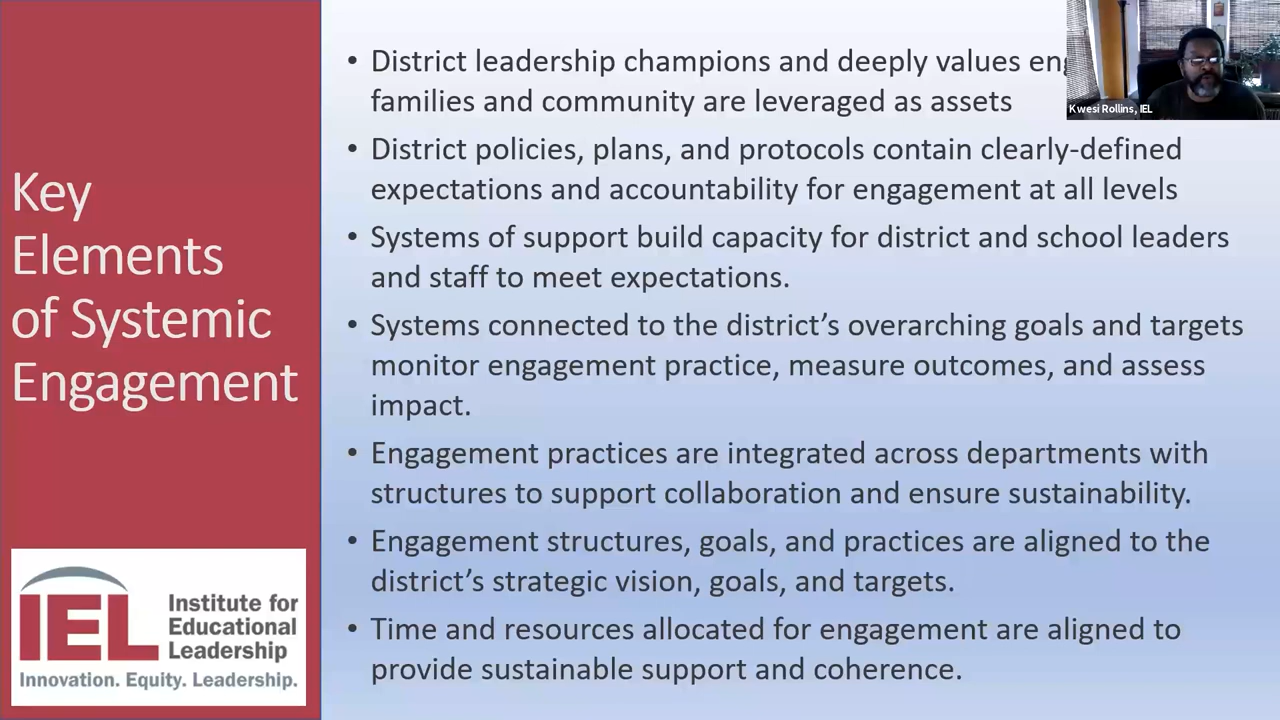 Key
Elements
of Systemic
Engagement
• District leadership champions and deeply values
families and community are leveraged as assets
• District policies, plans, and protocols contain clearly-defined
expectations and accountability for engagement at all levels
• Systems of support build capacity for district and school leaders
and staff to meet expectations.
• Systems connected to the district’s overarching goals and targets
monitor engagement practice, measure outcomes, and assess
impact.
• Engagement practices are integrated across departments with
structures to support collaboration and ensure sustainability.
• Engagement structures, goals, and practices are aligned to the
district’s strategic vision, goals, and targets.
• Time and resources allocated for engagement are aligned to
provide sustainable support and coherence.
Kwesi Rollins, IEL
IEL
Institute for
Educational
Leadership
Innovation. Equity. Leadership.